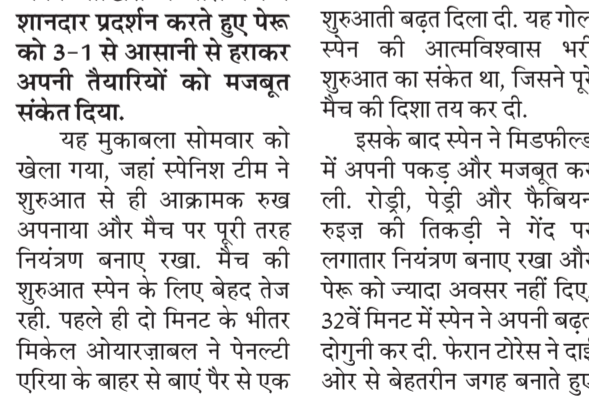 शानदार प्रदर्शन करते हुए पेरू
को 3-1 से आसानी से हराकर
अपनी तैयारियों को मजबूत
संकेत दिया.
यह मुकाबला सोमवार को
खेला गया, जहां स्पेनिश टीम ने
शुरुआत से ही आक्रामक रुख
अपनाया और मैच पर पूरी तरह
नियंत्रण बनाए रखा. मैच की
शुरुआत स्पेन के लिए बेहद तेज
रही. पहले ही दो मिनट के भीतर
मिकेल ओयारज़ाबल ने पेनल्टी
एरिया के बाहर से बाएं पैर से एक
शुरुआती बढ़त दिला दी. यह गोल
स्पेन की आत्मविश्वास भरी
शुरुआत का संकेत था, जिसने पूरे
मैच की दिशा तय कर दी.
इसके बाद स्पेन ने मिडफील्ड
में अपनी पकड़ और मजबूत कर
ली. रोड्री, पेड्री और फैबियन
रुइज़ की तिकड़ी ने गेंद पर
लगातार नियंत्रण बनाए रखा और
पेरू को ज्यादा अवसर नहीं दिए.
32वें मिनट में स्पेन ने अपनी बढ़त
दोगुनी कर दी. फेरान टोरेस ने दाईं
ओर से बेहतरीन जगह बनाते हुए